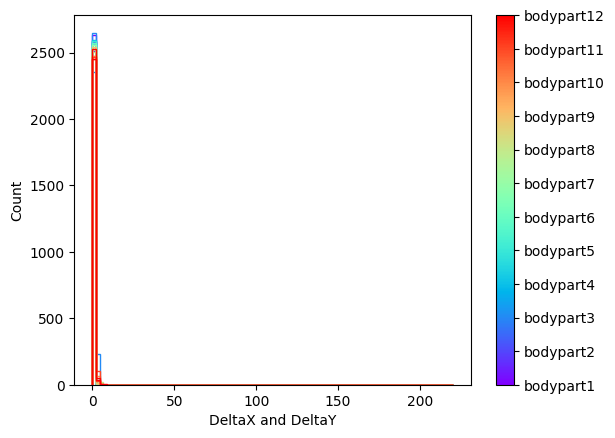 2500
2000
1500
1000
500
0
Count
0
50
100
150
200
DeltaX and DeltaY
bodypart12
bodypart11
bodypart10
bodypart9
bodypart8
bodypart7
bodypart6
bodypart5
bodypart4
bodypart3
bodypart2
bodypart1